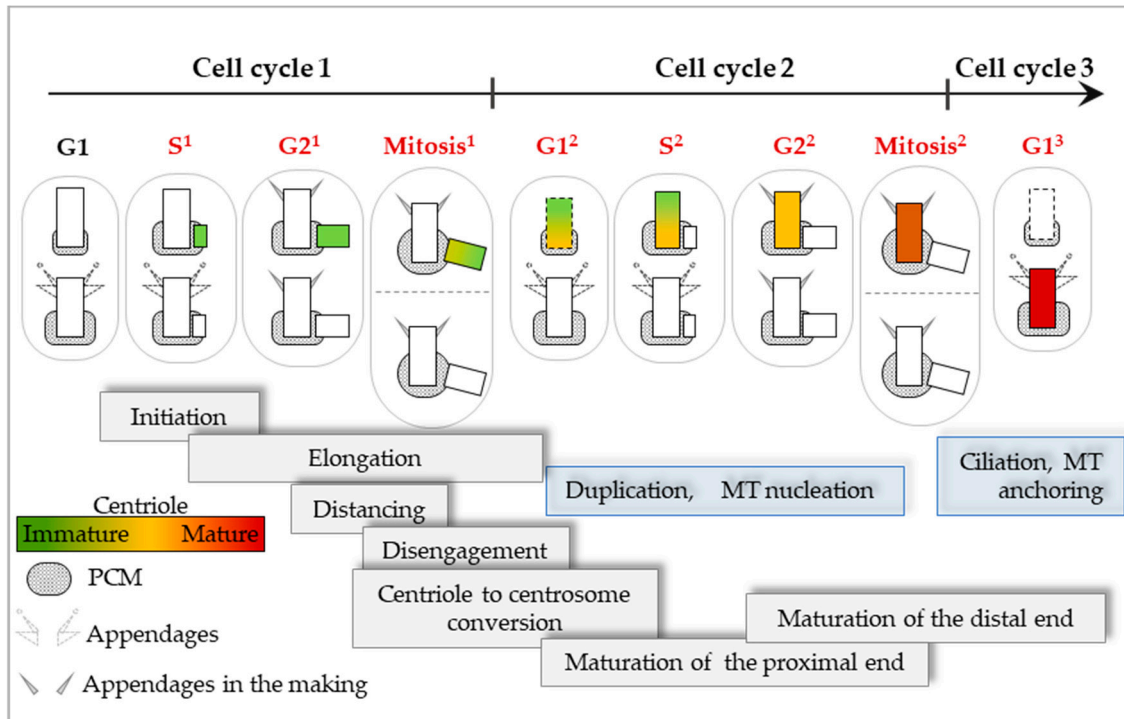 Cell cycle 1 Cell cycle 2 Cell cycle 3
G1 S¹ G2¹ Mitosis¹ G1² S² G2² Mitosis² G1³
Initiation
Elongation
Distancing
Disengagement
Centriole to centrosome
conversion
Duplication, MT nucleation
Ciliation, MT
anchoring
Maturation of the distal end
Maturation of the proximal end
Centriole
Immature Mature
PCM
Appendages
Appendages in the making